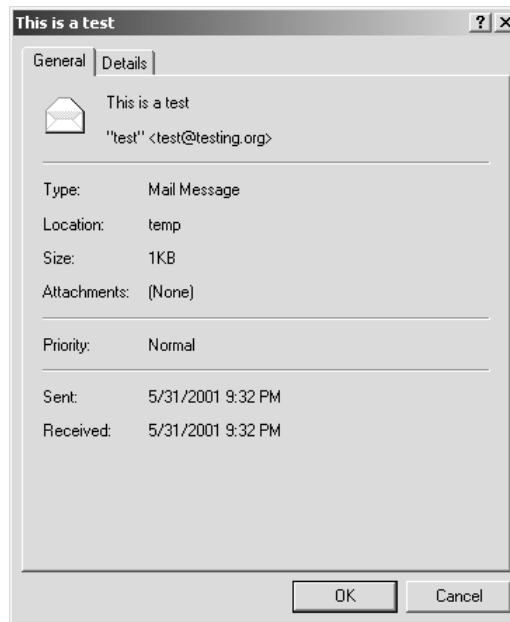 This is a test
General Details
This is a test
"test" <test@testing.org>
Type: Mail Message
Location: temp
Size: 1KB
Attachments: (None)
Priority: Normal
Sent: 5/31/2001 9:32 PM
Received: 5/31/2001 9:32 PM
OK Cancel